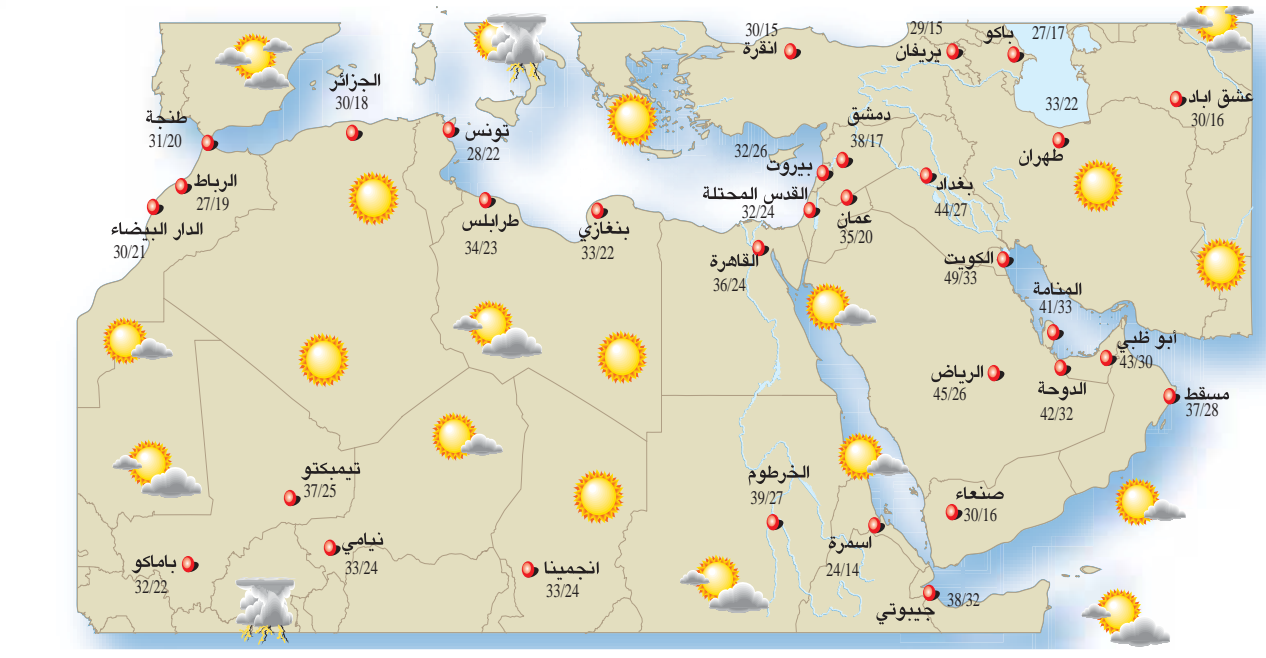 30/15
انقرة
29/15
يريفان
باكو
27/17
عشق اباد
30/16
33/22
طهران
الجزائر
30/18
طنجة
31/20
تونس
28/22
دمشق
38/17
32/26
بيروت
القدس المحتلة
32/24
عمان
35/20
بغداد
44/27
الرباط
27/19
الدار البيضاء
30/21
طرابلس
34/23
بنغازي
33/22
القاهرة
36/24
الكويت
49/33
المنامة
41/33
أبو ظبي
43/30
الرياض
45/26
الدوحة
42/32
مسقط
37/28
تيمبكتو
37/25
الخرطوم
39/27
صنعاء
30/16
نيامي
33/24
باماكو
32/22
انجمينا
33/24
اسمرة
24/14
جيبوتي
38/32